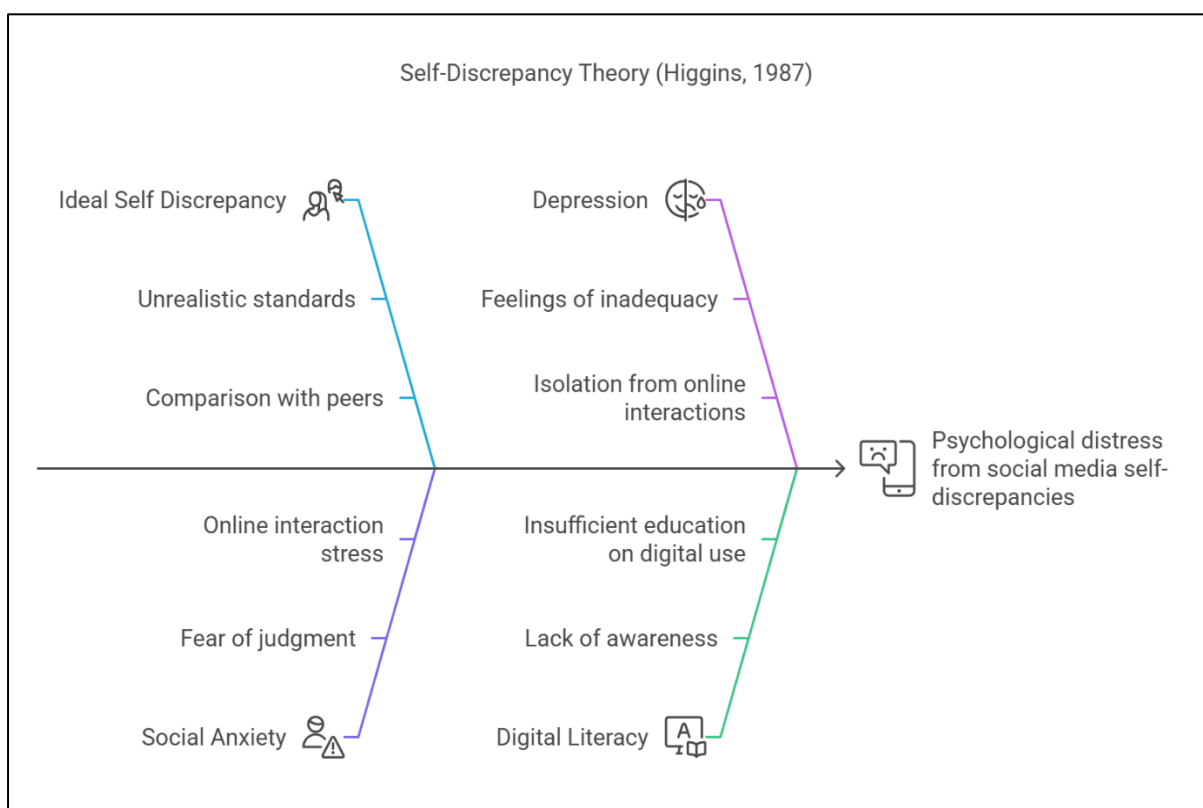 Self-Discrepancy Theory (Higgins, 1987)
Ideal Self Discrepancy
Unrealistic standards
Comparison with peers
Depression
Feelings of inadequacy
Isolation from online
interactions
Psychological distress
from social media self-
discrepancies
Online interaction
stress
Fear of judgment
Social Anxiety
Insufficient education
on digital use
Lack of awareness
Digital Literacy
A